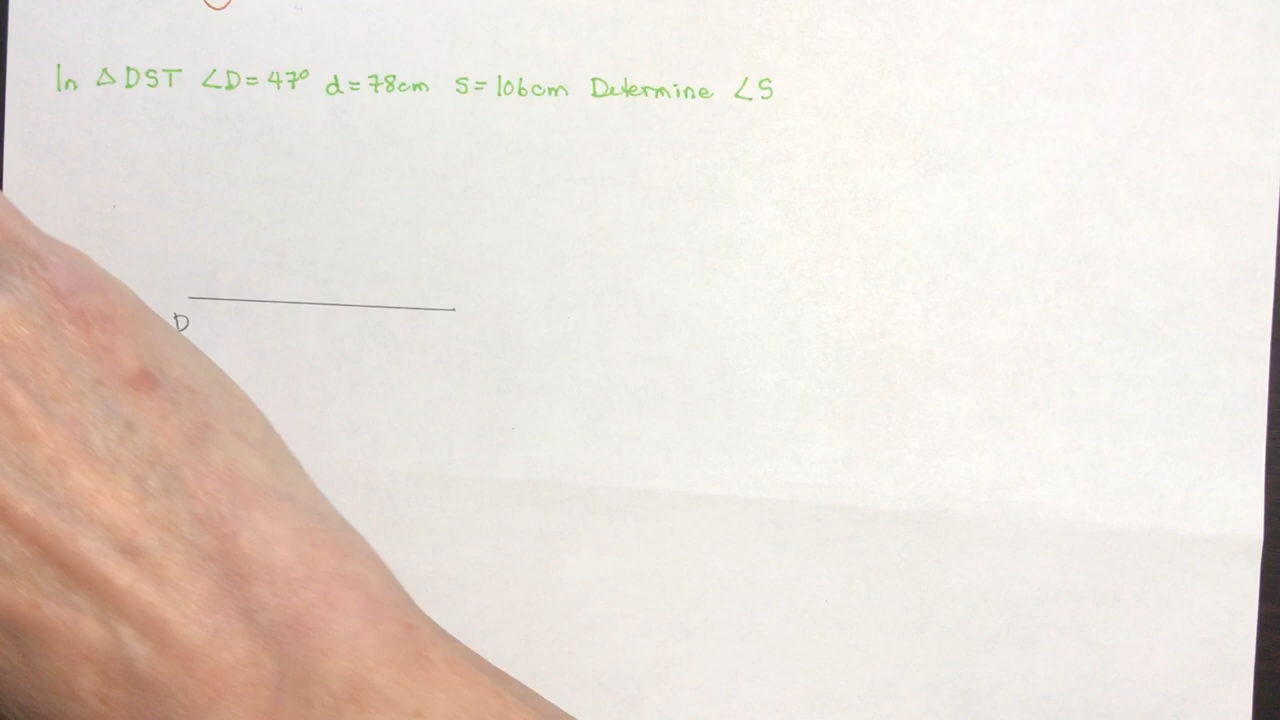 In △DST ∠D=47° d=78cm s=106cm Determine ∠S
D